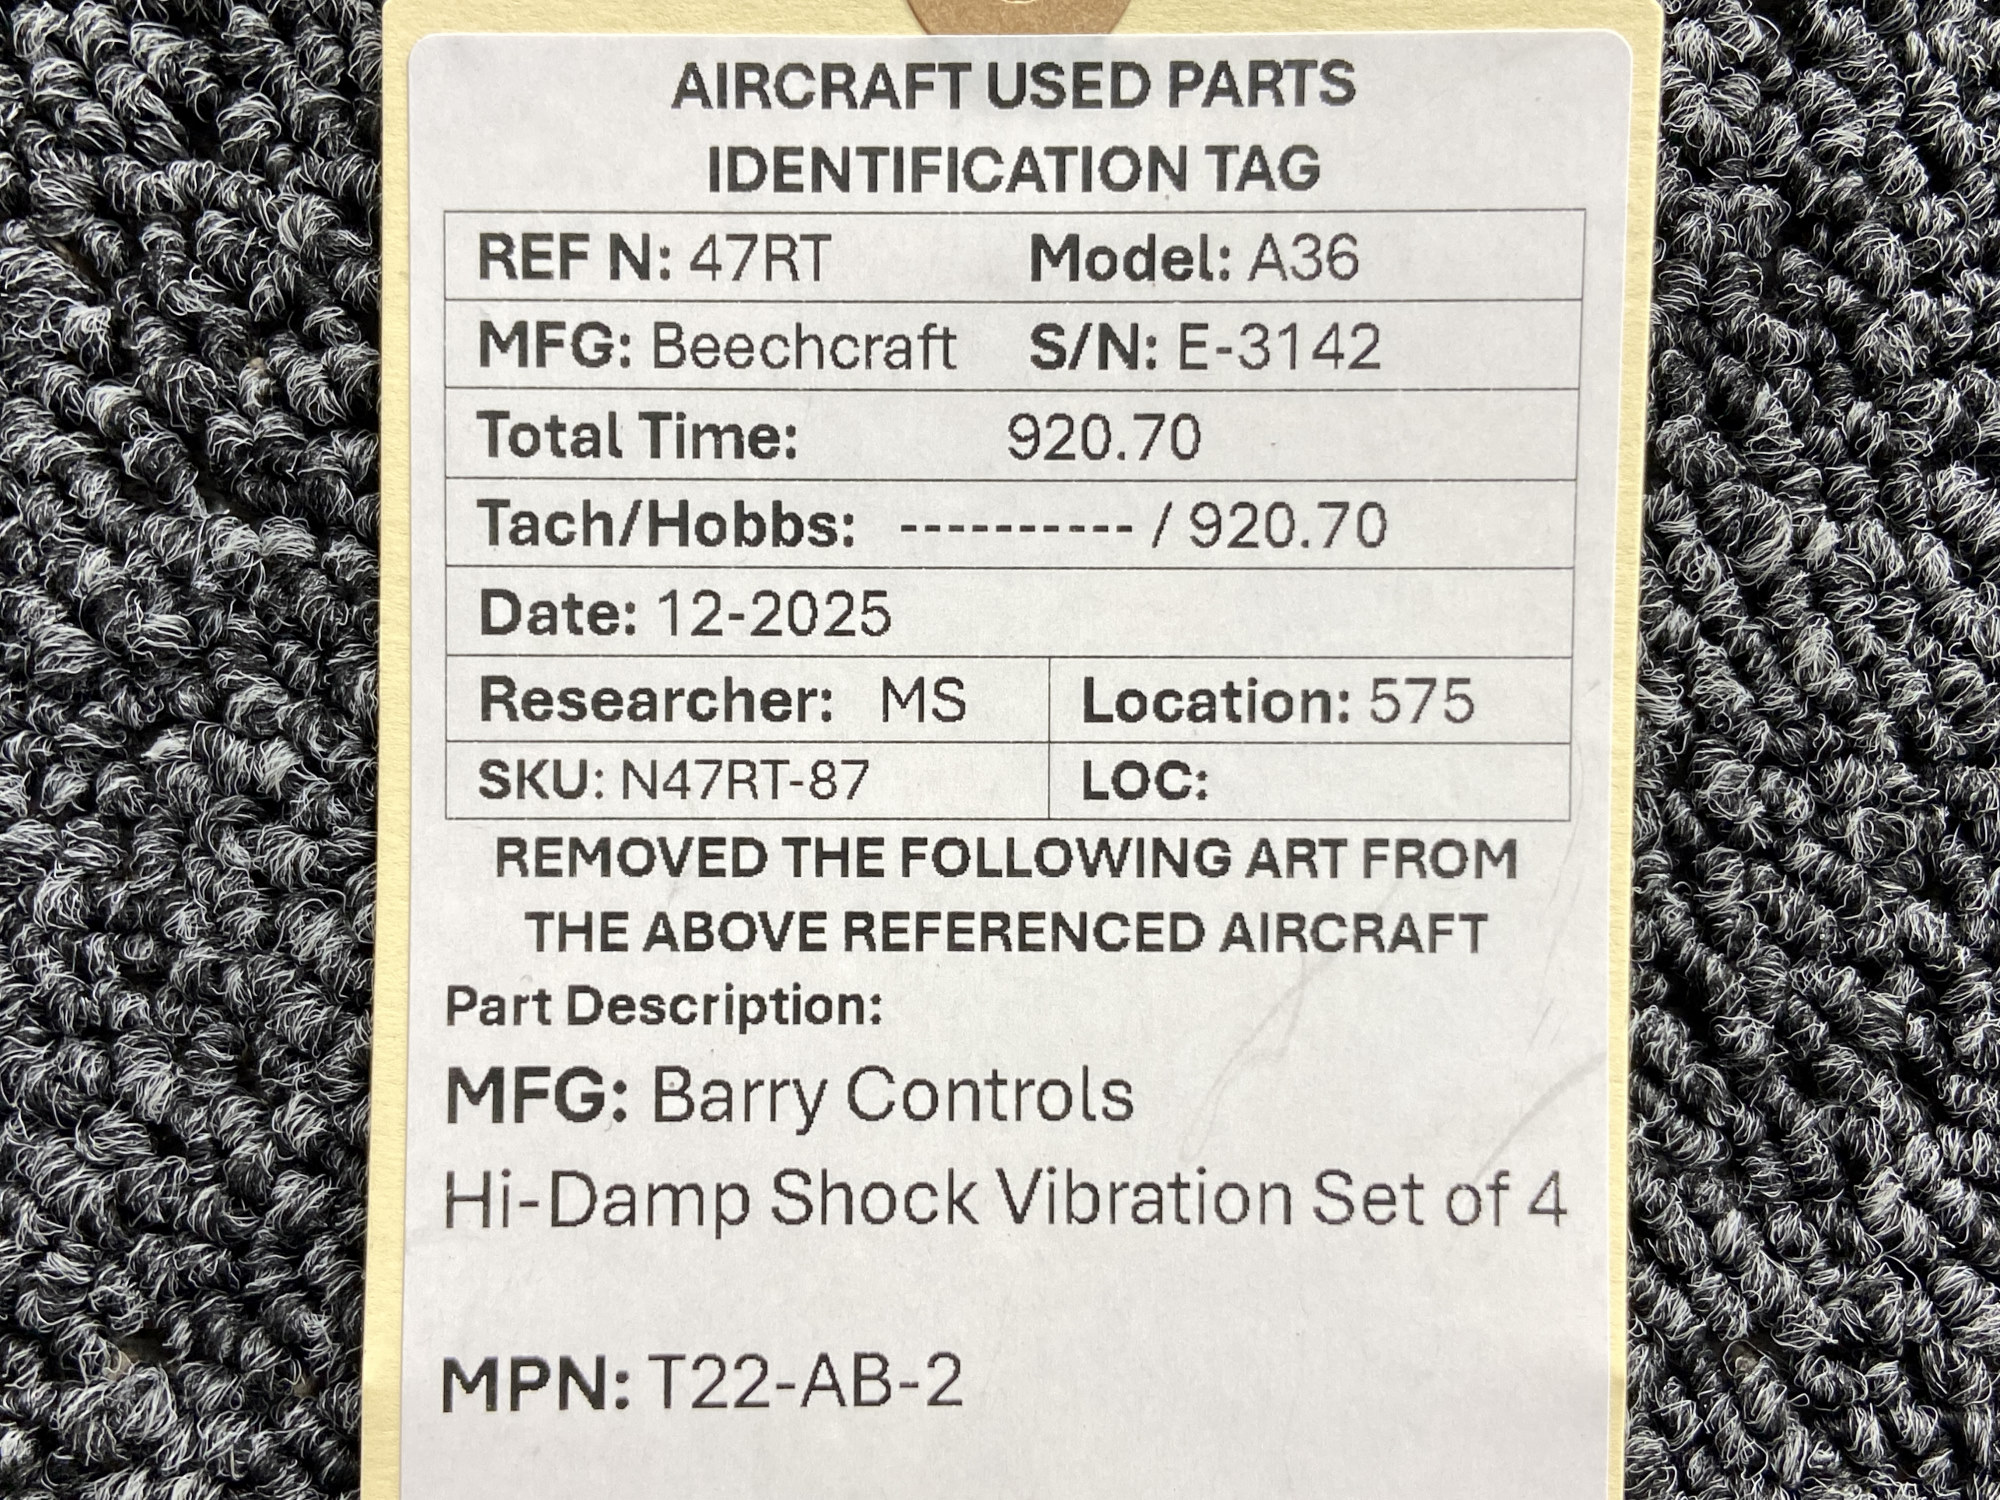 AIRCRAFT USED PARTS
IDENTIFICATION TAG
REF N: 47RT Model: A36
MFG: Beechcraft S/N: E-3142
Total Time: 920.70
Tach/Hobbs: ---------- / 920.70
Date: 12-2025
Researcher: MS Location: 575
SKU: N47RT-87 LOC:
REMOVED THE FOLLOWING ART FROM
THE ABOVE REFERENCED AIRCRAFT
Part Description:
MFG: Barry Controls
Hi-Damp Shock Vibration Set of 4
MPN: T22-AB-2